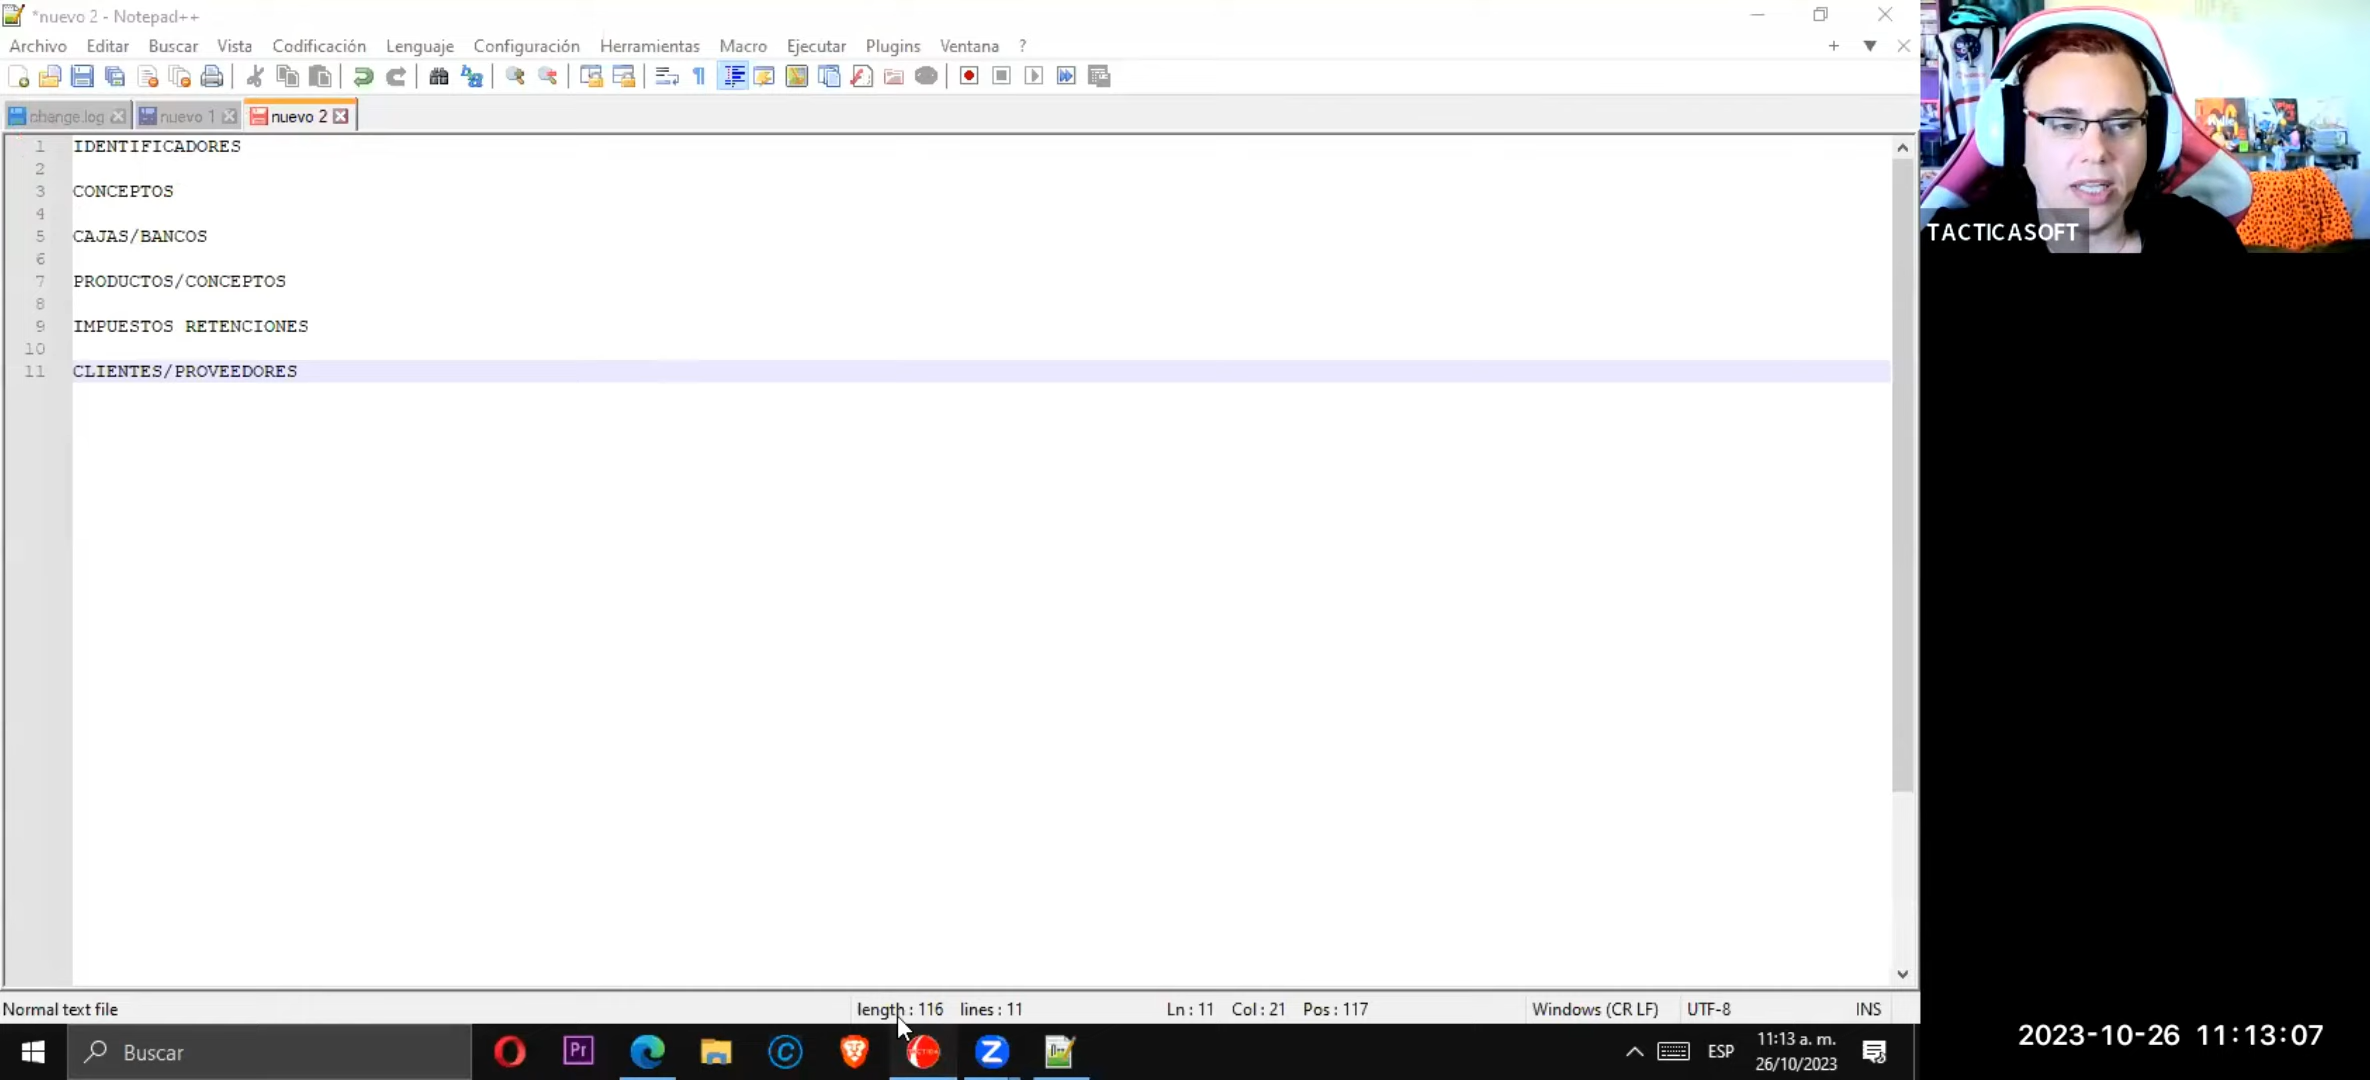 *nuevo 2 - Notepad++
Archivo Editar Buscar Vista Codificación Lenguaje Configuración Herramientas Macro Ejecutar Plugins Ventana ?
change.log nuevo 1 nuevo 2
1 IDENTIFICADORES
2
3 CONCEPTOS
4
5 CAJAS/BANCOS
6
7 PRODUCTOS/CONCEPTOS
8
9 IMPUESTOS RETENCIONES
10
11 CLIENTES/PROVEEDORES
TACTICASOFT
Normal text file length : 116 lines : 11 Ln : 11 Col : 21 Pos : 117 Windows (CR LF) UTF-8 INS
Buscar
Pr
ESP
11:13 a. m.
26/10/2023
2023-10-26 11:13:07